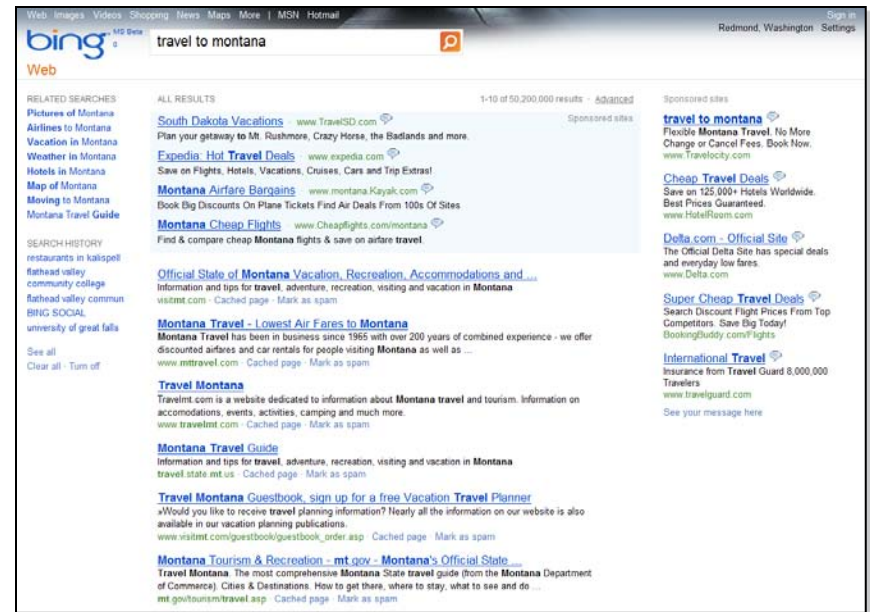 Web Images Videos Shopping News Maps More | MSN Hotmail
Sign in
Redmond, Washington Settings
bing MS Beta
travel to montana
Web
RELATED SEARCHES
Pictures of Montana
Airlines to Montana
Vacation in Montana
Weather in Montana
Hotels in Montana
Map of Montana
Moving to Montana
Montana Travel Guide
SEARCH HISTORY
restaurants in kalispell
flathead valley
community college
flathead valley commun
BING SOCIAL
university of great falls
See all
Clear all · Turn off
ALL RESULTS
1-10 of 50,200,000 results · Advanced
Sponsored sites
South Dakota Vacations · www.TravelSD.com
Plan your getaway to Mt. Rushmore, Crazy Horse, the Badlands and more.
Expedia: Hot Travel Deals · www.expedia.com
Save on Flights, Hotels, Vacations, Cruises, Cars and Trip Extras!
Montana Airfare Bargains · www.montana.Kayak.com
Book Big Discounts On Plane Tickets Find Air Deals From 100s Of Sites
Montana Cheap Flights · www.Cheapflights.com/montana
Find & compare cheap Montana flights & save on airfare travel.
Official State of Montana Vacation, Recreation, Accommodations and ...
Information and tips for travel, adventure, recreation, visiting and vacation in Montana
visitmt.com · Cached page · Mark as spam
Montana Travel - Lowest Air Fares to Montana
Montana Travel has been in business since 1965 with over 200 years of combined experience - we offer
discounted airfares and car rentals for people visiting Montana as well as ...
www.mttravel.com · Cached page · Mark as spam
Travel Montana
Travelmt.com is a website dedicated to information about Montana travel and tourism. Information on
accomodations, events, activities, camping and much more.
www.travelmt.com · Cached page · Mark as spam
Montana Travel Guide
Information and tips for travel, adventure, recreation, visiting and vacation in Montana
travel.state.mt.us · Cached page · Mark as spam
Travel Montana Guestbook, sign up for a free Vacation Travel Planner
»Would you like to receive travel planning information? Nearly all the information on our website is also
available in our vacation planning publications.
www.visitmt.com/guestbook/guestbook_order.asp · Cached page · Mark as spam
Montana Tourism & Recreation - mt.gov - Montana's Official State ...
Travel Montana. The most comprehensive Montana State travel guide (from the Montana Department
of Commerce). Cities & Destinations. How to get there, where to stay, what to see and do ...
mt.gov/tourism/travel.asp · Cached page · Mark as spam
Sponsored sites
travel to montana
Flexible Montana Travel. No More
Change or Cancel Fees. Book Now.
www.Travelocity.com
Cheap Travel Deals
Save on 125,000+ Hotels Worldwide.
Best Prices Guaranteed.
www.HotelRoom.com
Delta.com - Official Site
The Official Delta Site has special deals
and everyday low fares.
www.Delta.com
Super Cheap Travel Deals
Search Discount Flight Prices From Top
Competitors. Save Big Today!
BookingBuddy.com/Flights
International Travel
Insurance from Travel Guard 8,000,000
Travelers
www.travelguard.com
See your message here